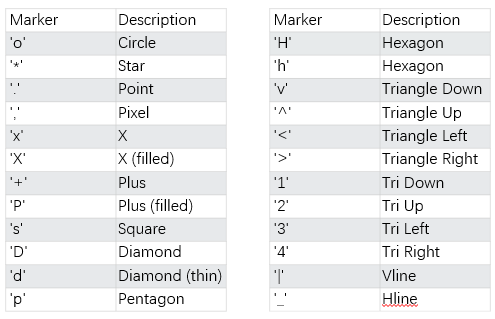 Marker Description
'o' Circle
'*' Star
'.' Point
',' Pixel
'x' X
'X' X (filled)
'+' Plus
'P' Plus (filled)
's' Square
'D' Diamond
'd' Diamond (thin)
'p' Pentagon
Marker Description
'H' Hexagon
'h' Hexagon
'v' Triangle Down
'^' Triangle Up
'<' Triangle Left
'>' Triangle Right
'1' Tri Down
'2' Tri Up
'3' Tri Left
'4' Tri Right
'|' Vline
'_' Hline